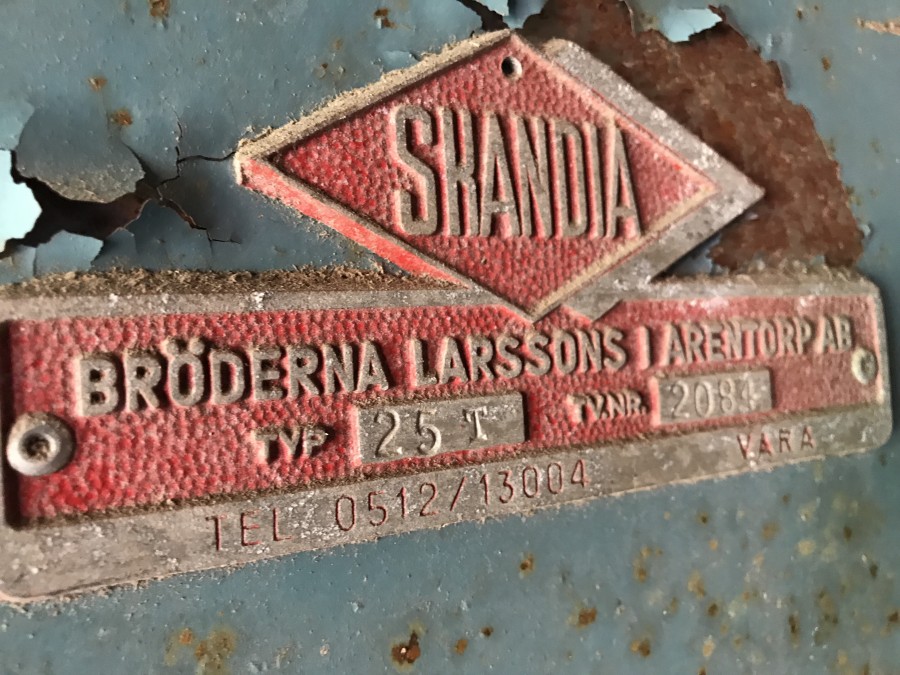 SKANDIA
BRÖDERNA LARSSONS I ARENTORP AB
TYP 25 T TV.NR. 2084
TEL 0512/13004 VARA